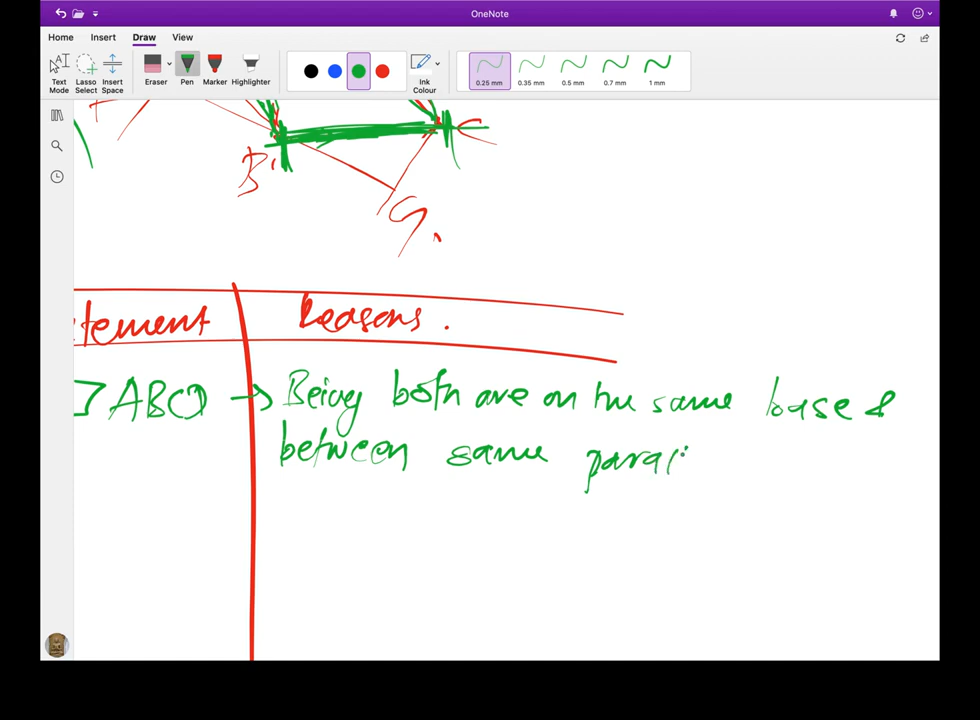 OneNote
Home Insert Draw View
Text Mode
Lasso Select
Insert Space
Eraser
Pen
Marker
Highlighter
Ink Colour
0.25 mm
0.35 mm
0.5 mm
0.7 mm
1 mm
B
C
G
tement Reasons.
ABCD → Being both are on the same base &
between same paral